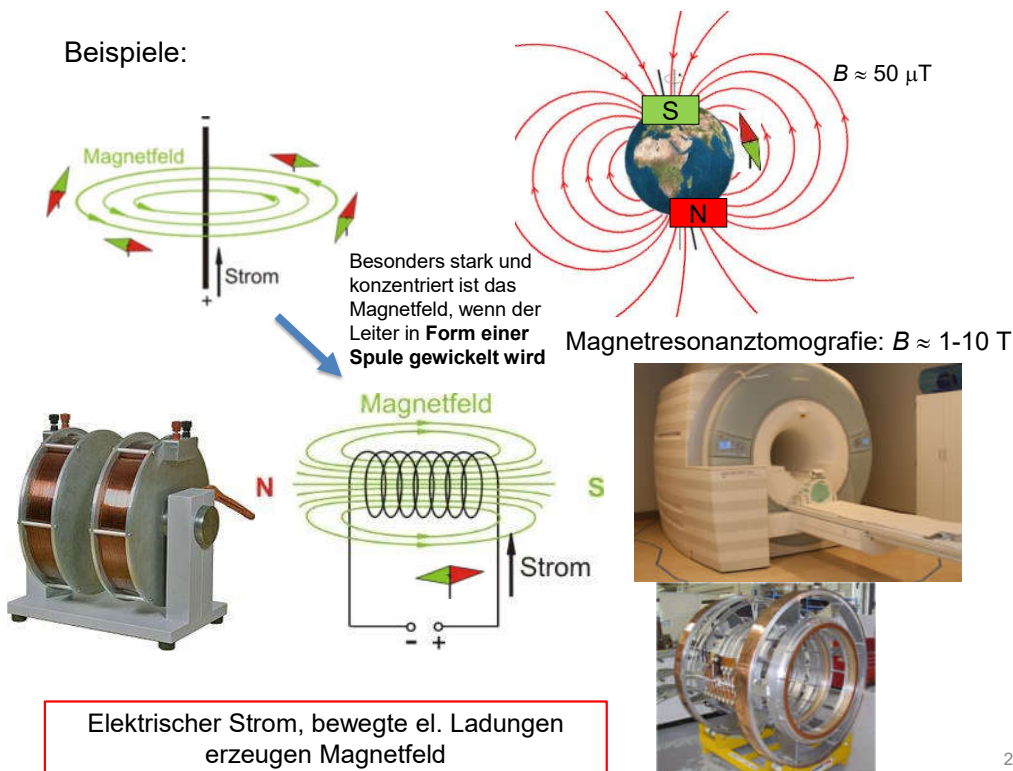 Beispiele:
B ≈ 50 μT
S
N
-
Magnetfeld
Strom
+
Besonders stark und
konzentriert ist das
Magnetfeld, wenn der
Leiter in Form einer
Spule gewickelt wird
Magnetresonanztomografie: B ≈ 1-10 T
Magnetfeld
N
S
Strom
- +
Elektrischer Strom, bewegte el. Ladungen
erzeugen Magnetfeld
2